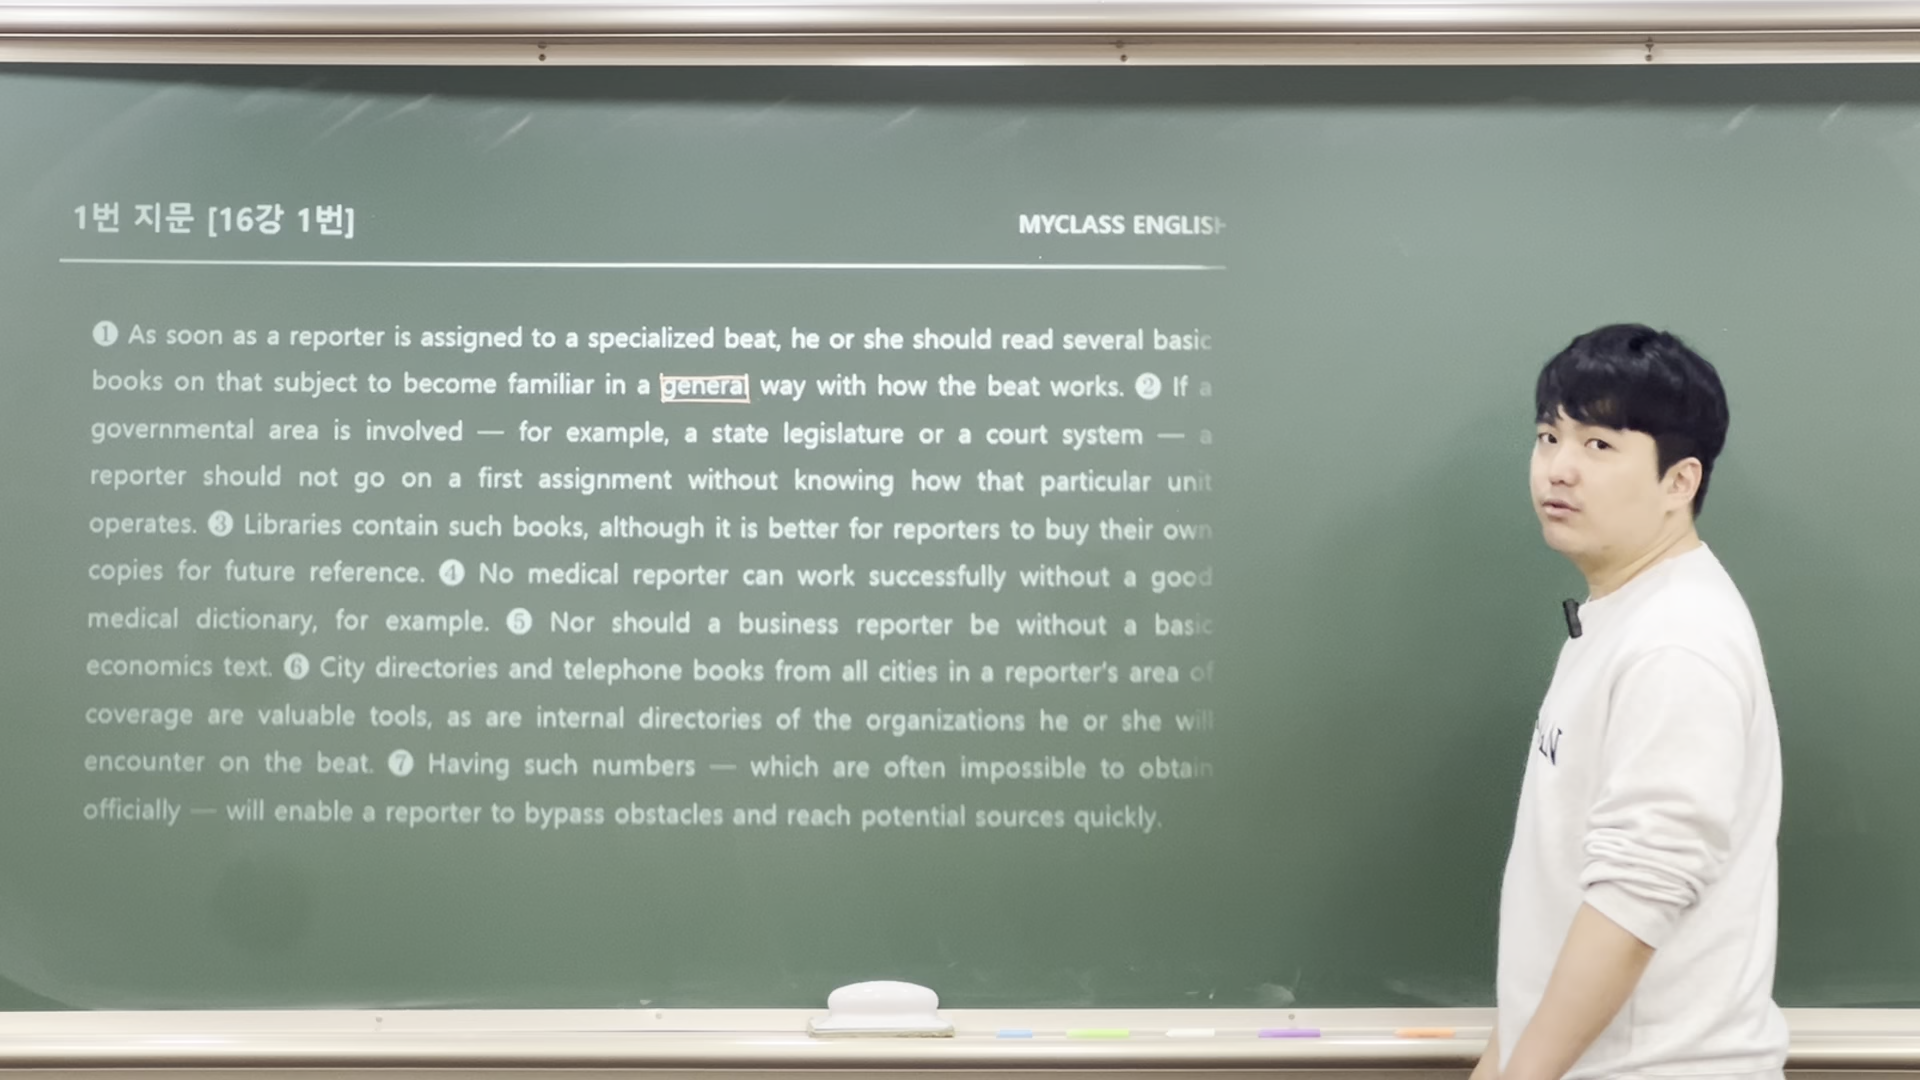 1번 지문 [16강 1번]
MYCLASS ENGLISH
❶ As soon as a reporter is assigned to a specialized beat, he or she should read several basic
books on that subject to become familiar in a general way with how the beat works. ❷ If a
governmental area is involved — for example, a state legislature or a court system — a
reporter should not go on a first assignment without knowing how that particular unit
operates. ❸ Libraries contain such books, although it is better for reporters to buy their own
copies for future reference. ❹ No medical reporter can work successfully without a good
medical dictionary, for example. ❺ Nor should a business reporter be without a basic
economics text. ❻ City directories and telephone books from all cities in a reporter's area of
coverage are valuable tools, as are internal directories of the organizations he or she will
encounter on the beat. ❼ Having such numbers — which are often impossible to obtain
officially — will enable a reporter to bypass obstacles and reach potential sources quickly.